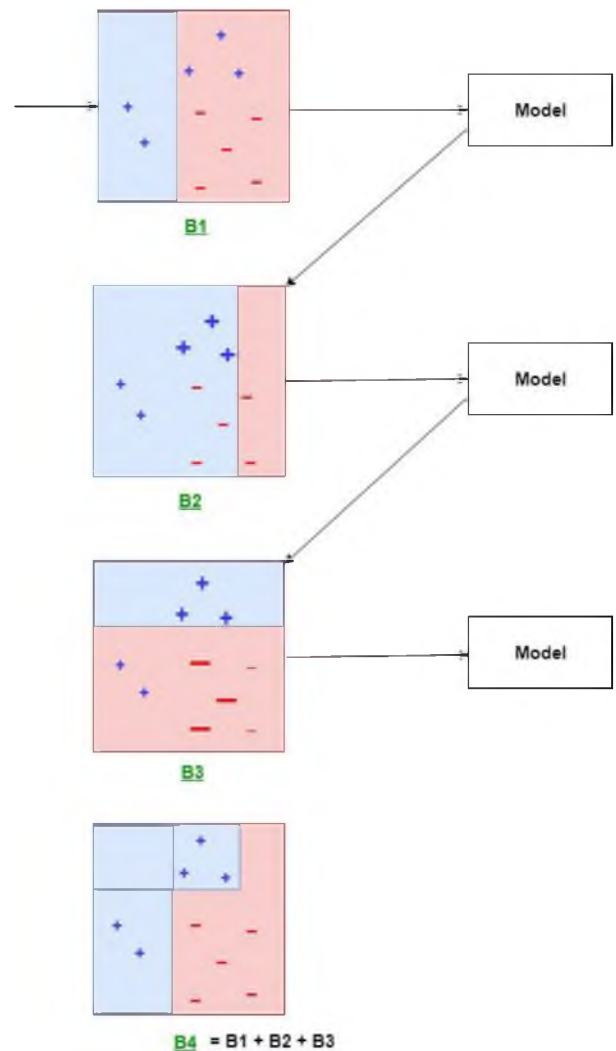 Model
B1
Model
B2
Model
B3
B4 = B1 + B2 + B3